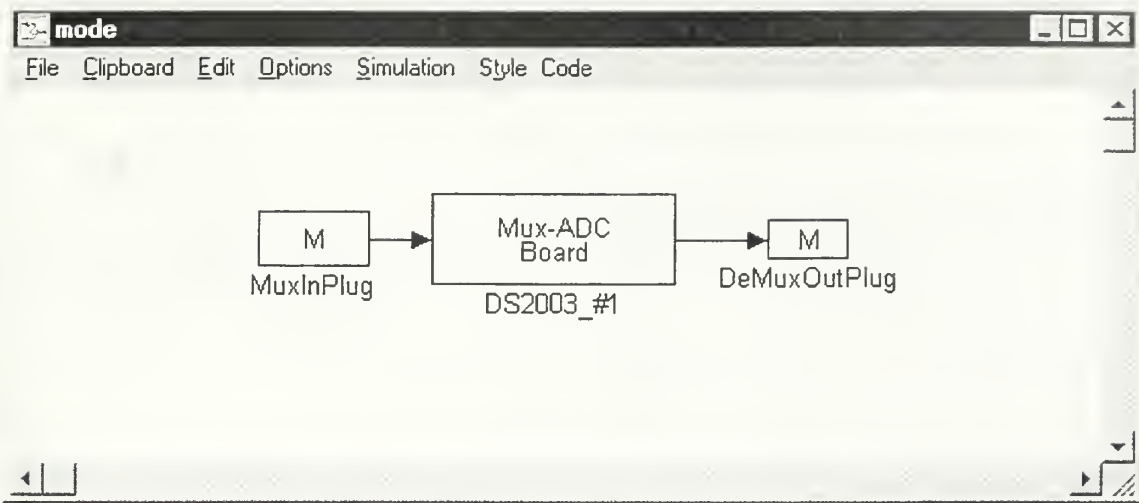 mode
File Clipboard Edit Options Simulation Style Code
M
Mux-ADC
Board
M
MuxInPlug
DS2003_#1
DeMuxOutPlug